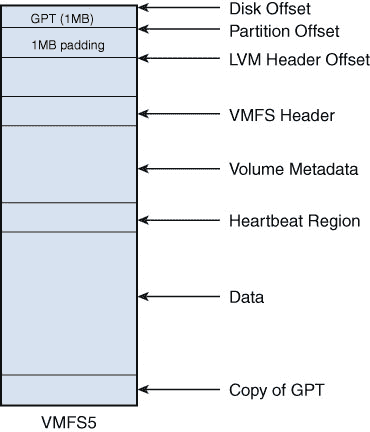 Disk Offset
GPT (1MB)
Partition Offset
1MB padding
LVM Header Offset
VMFS Header
Volume Metadata
Heartbeat Region
Data
Copy of GPT
VMFS5